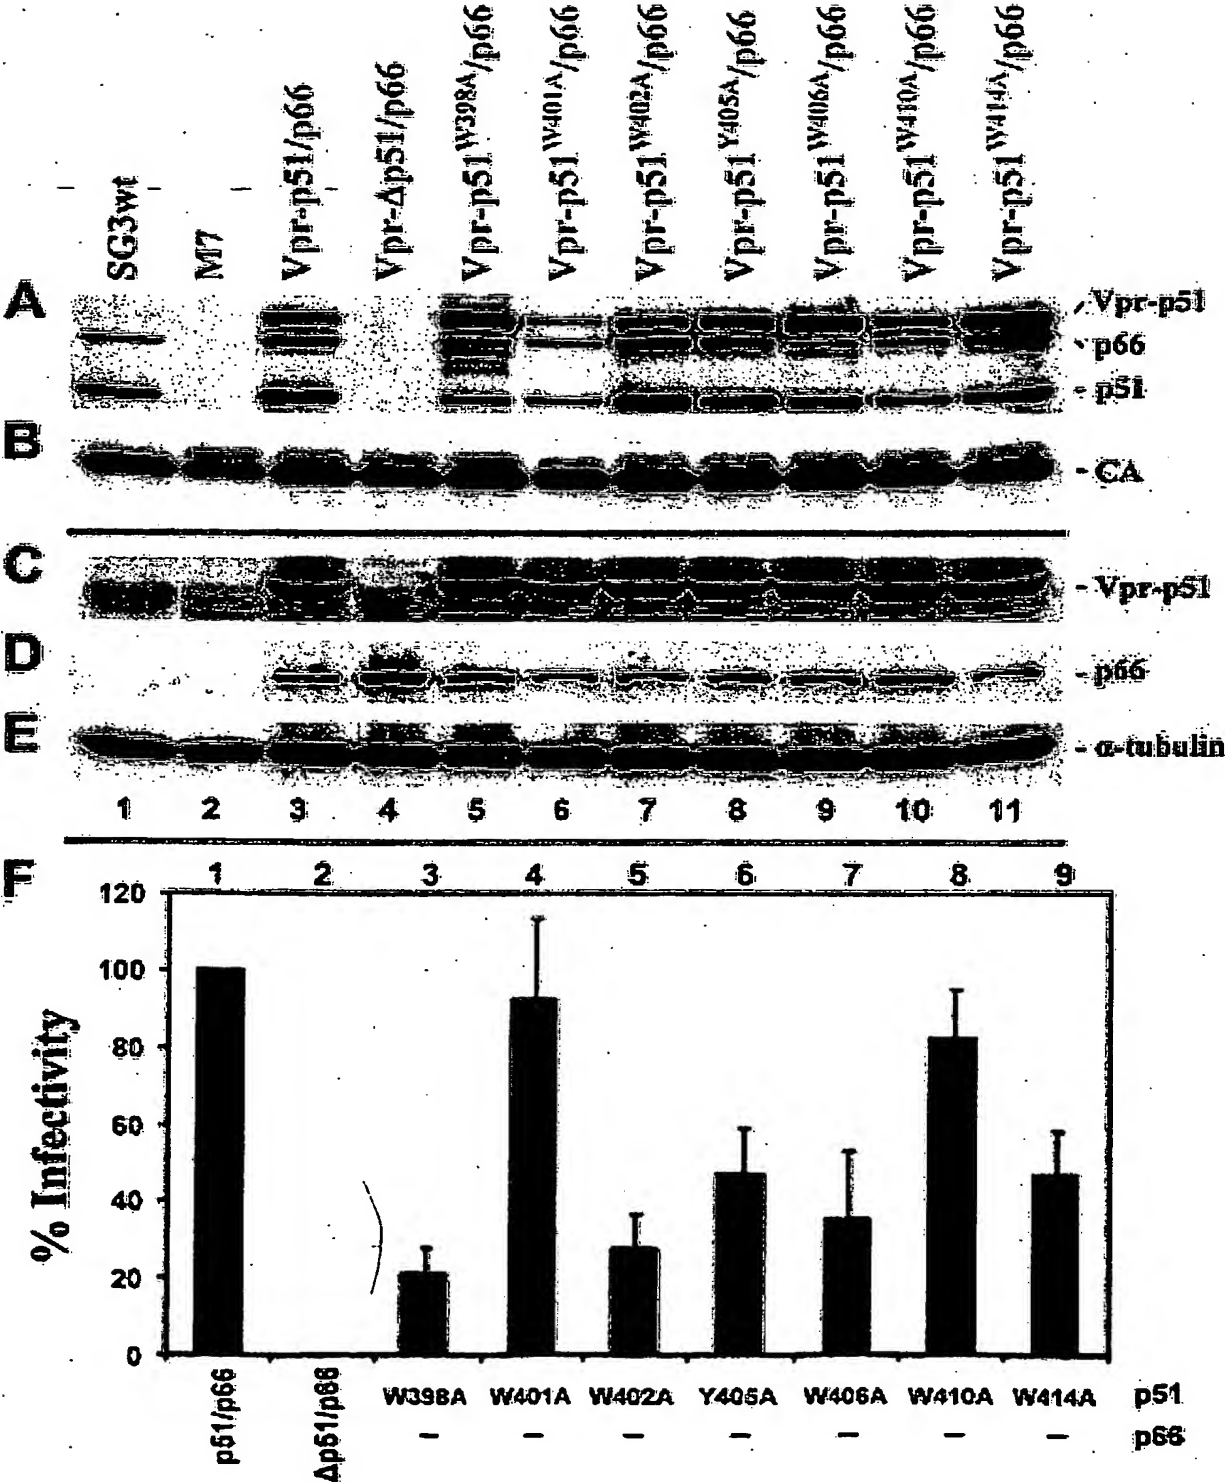 SG3wt
M7
Vpr-p51/p66
Vpr-Δp51/p66
Vpr-p51W398A/p66
Vpr-p51W401A/p66
Vpr-p51W402A/p66
Vpr-p51Y405A/p66
Vpr-p51W406A/p66
Vpr-p51W410A/p66
Vpr-p51W414A/p66
A
Vpr-p51
p66
- p51
B
- CA
C
- Vpr-p51
D
- p66
E
- α-tubulin
1 2 3 4 5 6 7 8 9 10 11
F
1 2 3 4 5 6 7 8 9
120
100
80
60
40
20
0
% Infectivity
p51/p66
Δp51/p66
W398A W401A W402A Y405A W406A W410A W414A p51
– – – – – – – p66